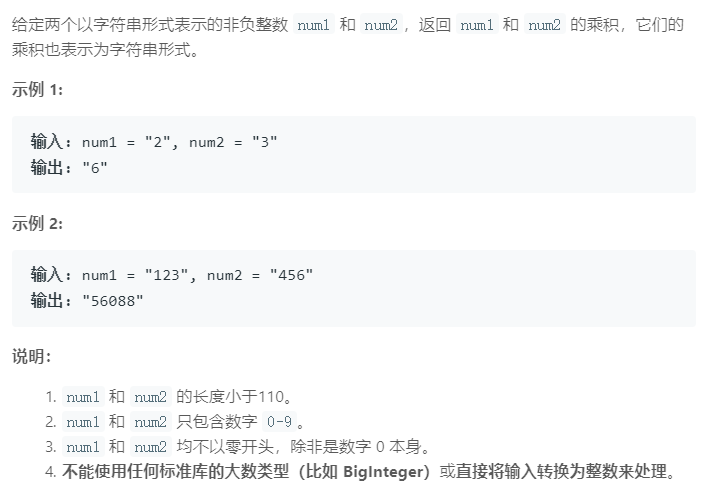 给定两个以字符串形式表示的非负整数 num1 和 num2，返回 num1 和 num2 的乘积，它们的
乘积也表示为字符串形式。
示例 1:
输入: num1 = "2", num2 = "3"
输出: "6"
示例 2:
输入: num1 = "123", num2 = "456"
输出: "56088"
说明：
1. num1 和 num2 的长度小于110。
2. num1 和 num2 只包含数字 0-9。
3. num1 和 num2 均不以零开头，除非是数字 0 本身。
4. 不能使用任何标准库的大数类型（比如 BigInteger）或直接将输入转换为整数来处理。